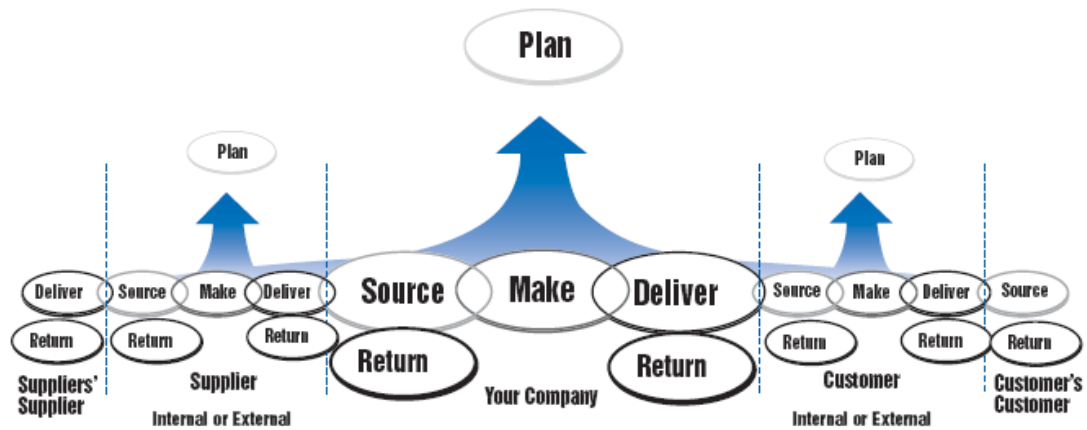 Plan
Plan
Plan
Deliver
Source
Make
Deliver
Source
Make
Deliver
Source
Make
Deliver
Source
Return
Return
Return
Return
Return
Return
Return
Return
Suppliers'
Supplier
Supplier
Internal or External
Your Company
Customer
Internal or External
Customer's
Customer